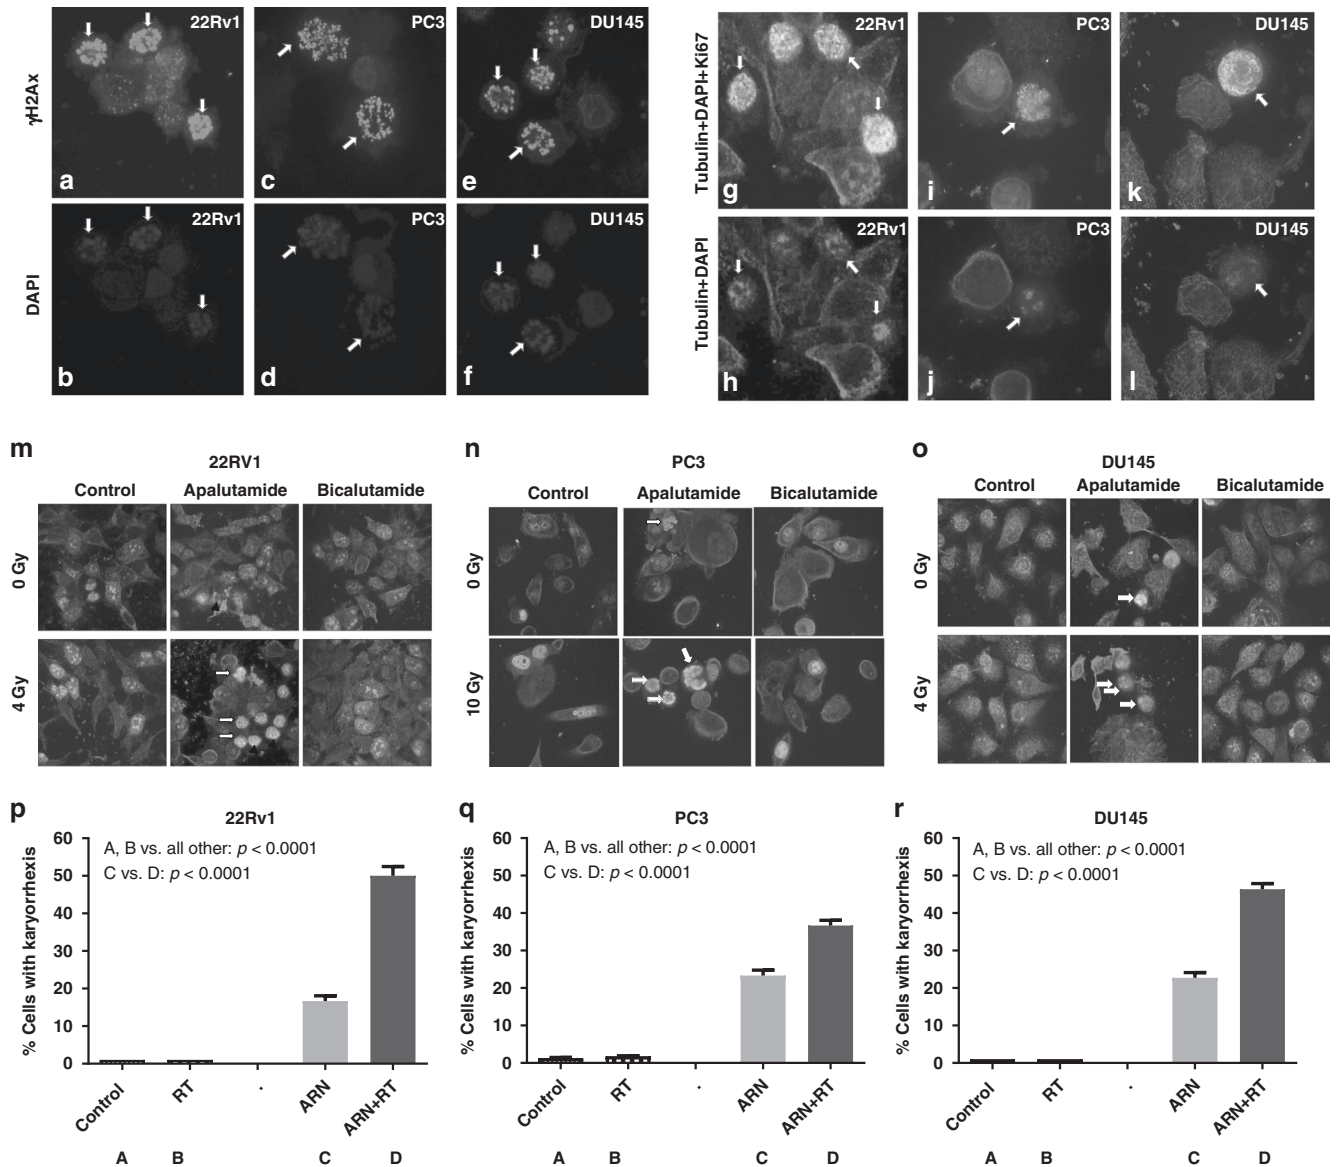 γH2Ax
22Rv1
PC3
DU145
a
c
e
DAPI
22Rv1
PC3
DU145
b
d
f
Tubulin+DAPI+Ki67
22Rv1
PC3
DU145
g
i
k
Tubulin+DAPI
22Rv1
PC3
DU145
h
j
l
m
22RV1
Control Apalutamide Bicalutamide
0 Gy
4 Gy
n
PC3
Control Apalutamide Bicalutamide
0 Gy
10 Gy
o
DU145
Control Apalutamide Bicalutamide
0 Gy
4 Gy
p
22Rv1
% Cells with karyorrhexis
60
50
40
30
20
10
0
A, B vs. all other: p < 0.0001
C vs. D: p < 0.0001
Control RT . ARN ARN+RT
A B C D
q
PC3
% Cells with karyorrhexis
60
50
40
30
20
10
0
A, B vs. all other: p < 0.0001
C vs. D: p < 0.0001
Control RT . ARN ARN+RT
A B C D
r
DU145
% Cells with karyorrhexis
60
50
40
30
20
10
0
A, B vs. all other: p < 0.0001
C vs. D: p < 0.0001
Control RT . ARN ARN+RT
A B C D